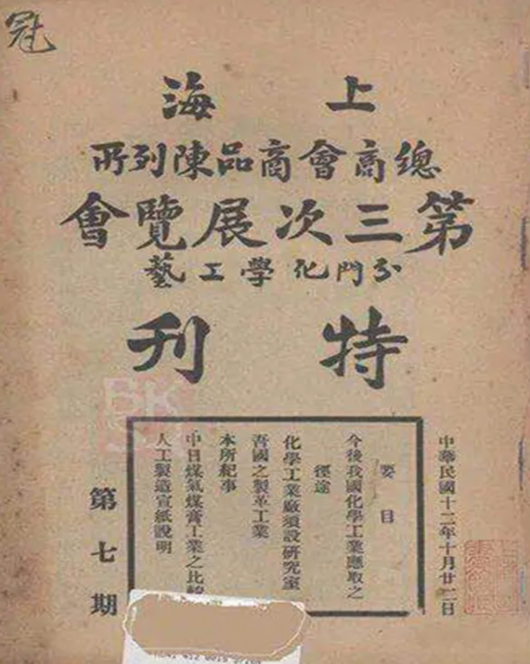 上海
總商會商品陳列所
第三次展覽會
分門化學工藝
特刊
中華民國十二年十月廿二日
要目
今後我國化學工業應取之
徑途
化學工業廠須設研究室
吾國之製革工業
本所紀事
中日煤氣煤膏工業之比較
人工製造宣紙說明
第七期